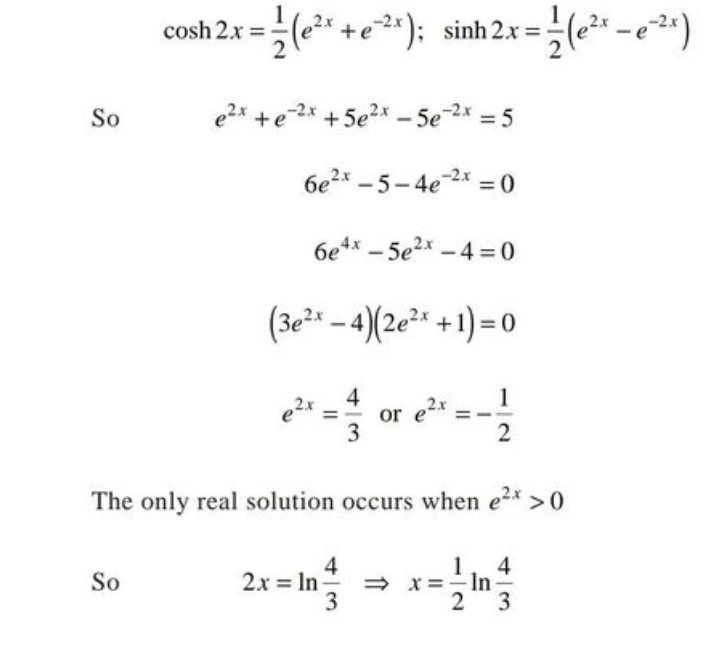 cosh 2x = 1/2 (e^{2x} + e^{-2x});  sinh 2x = 1/2 (e^{2x} − e^{-2x})
So e^{2x} + e^{-2x} + 5e^{2x} − 5e^{-2x} = 5
6e^{2x} − 5 − 4e^{-2x} = 0
6e^{4x} − 5e^{2x} − 4 = 0
(3e^{2x} − 4)(2e^{2x} + 1) = 0
e^{2x} = 4/3 or e^{2x} = −1/2
The only real solution occurs when e^{2x} > 0
So 2x = ln 4/3 ⇒ x = 1/2 ln 4/3